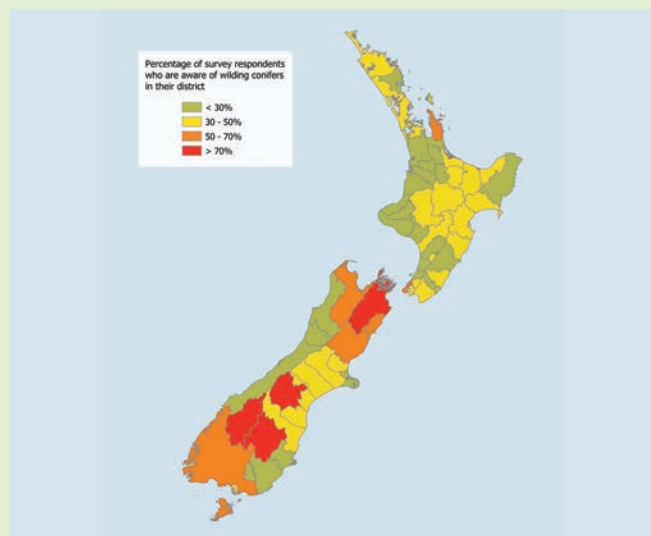 Percentage of survey respondents
who are aware of wilding conifers
in their district
< 30%
30 - 50%
50 - 70%
> 70%